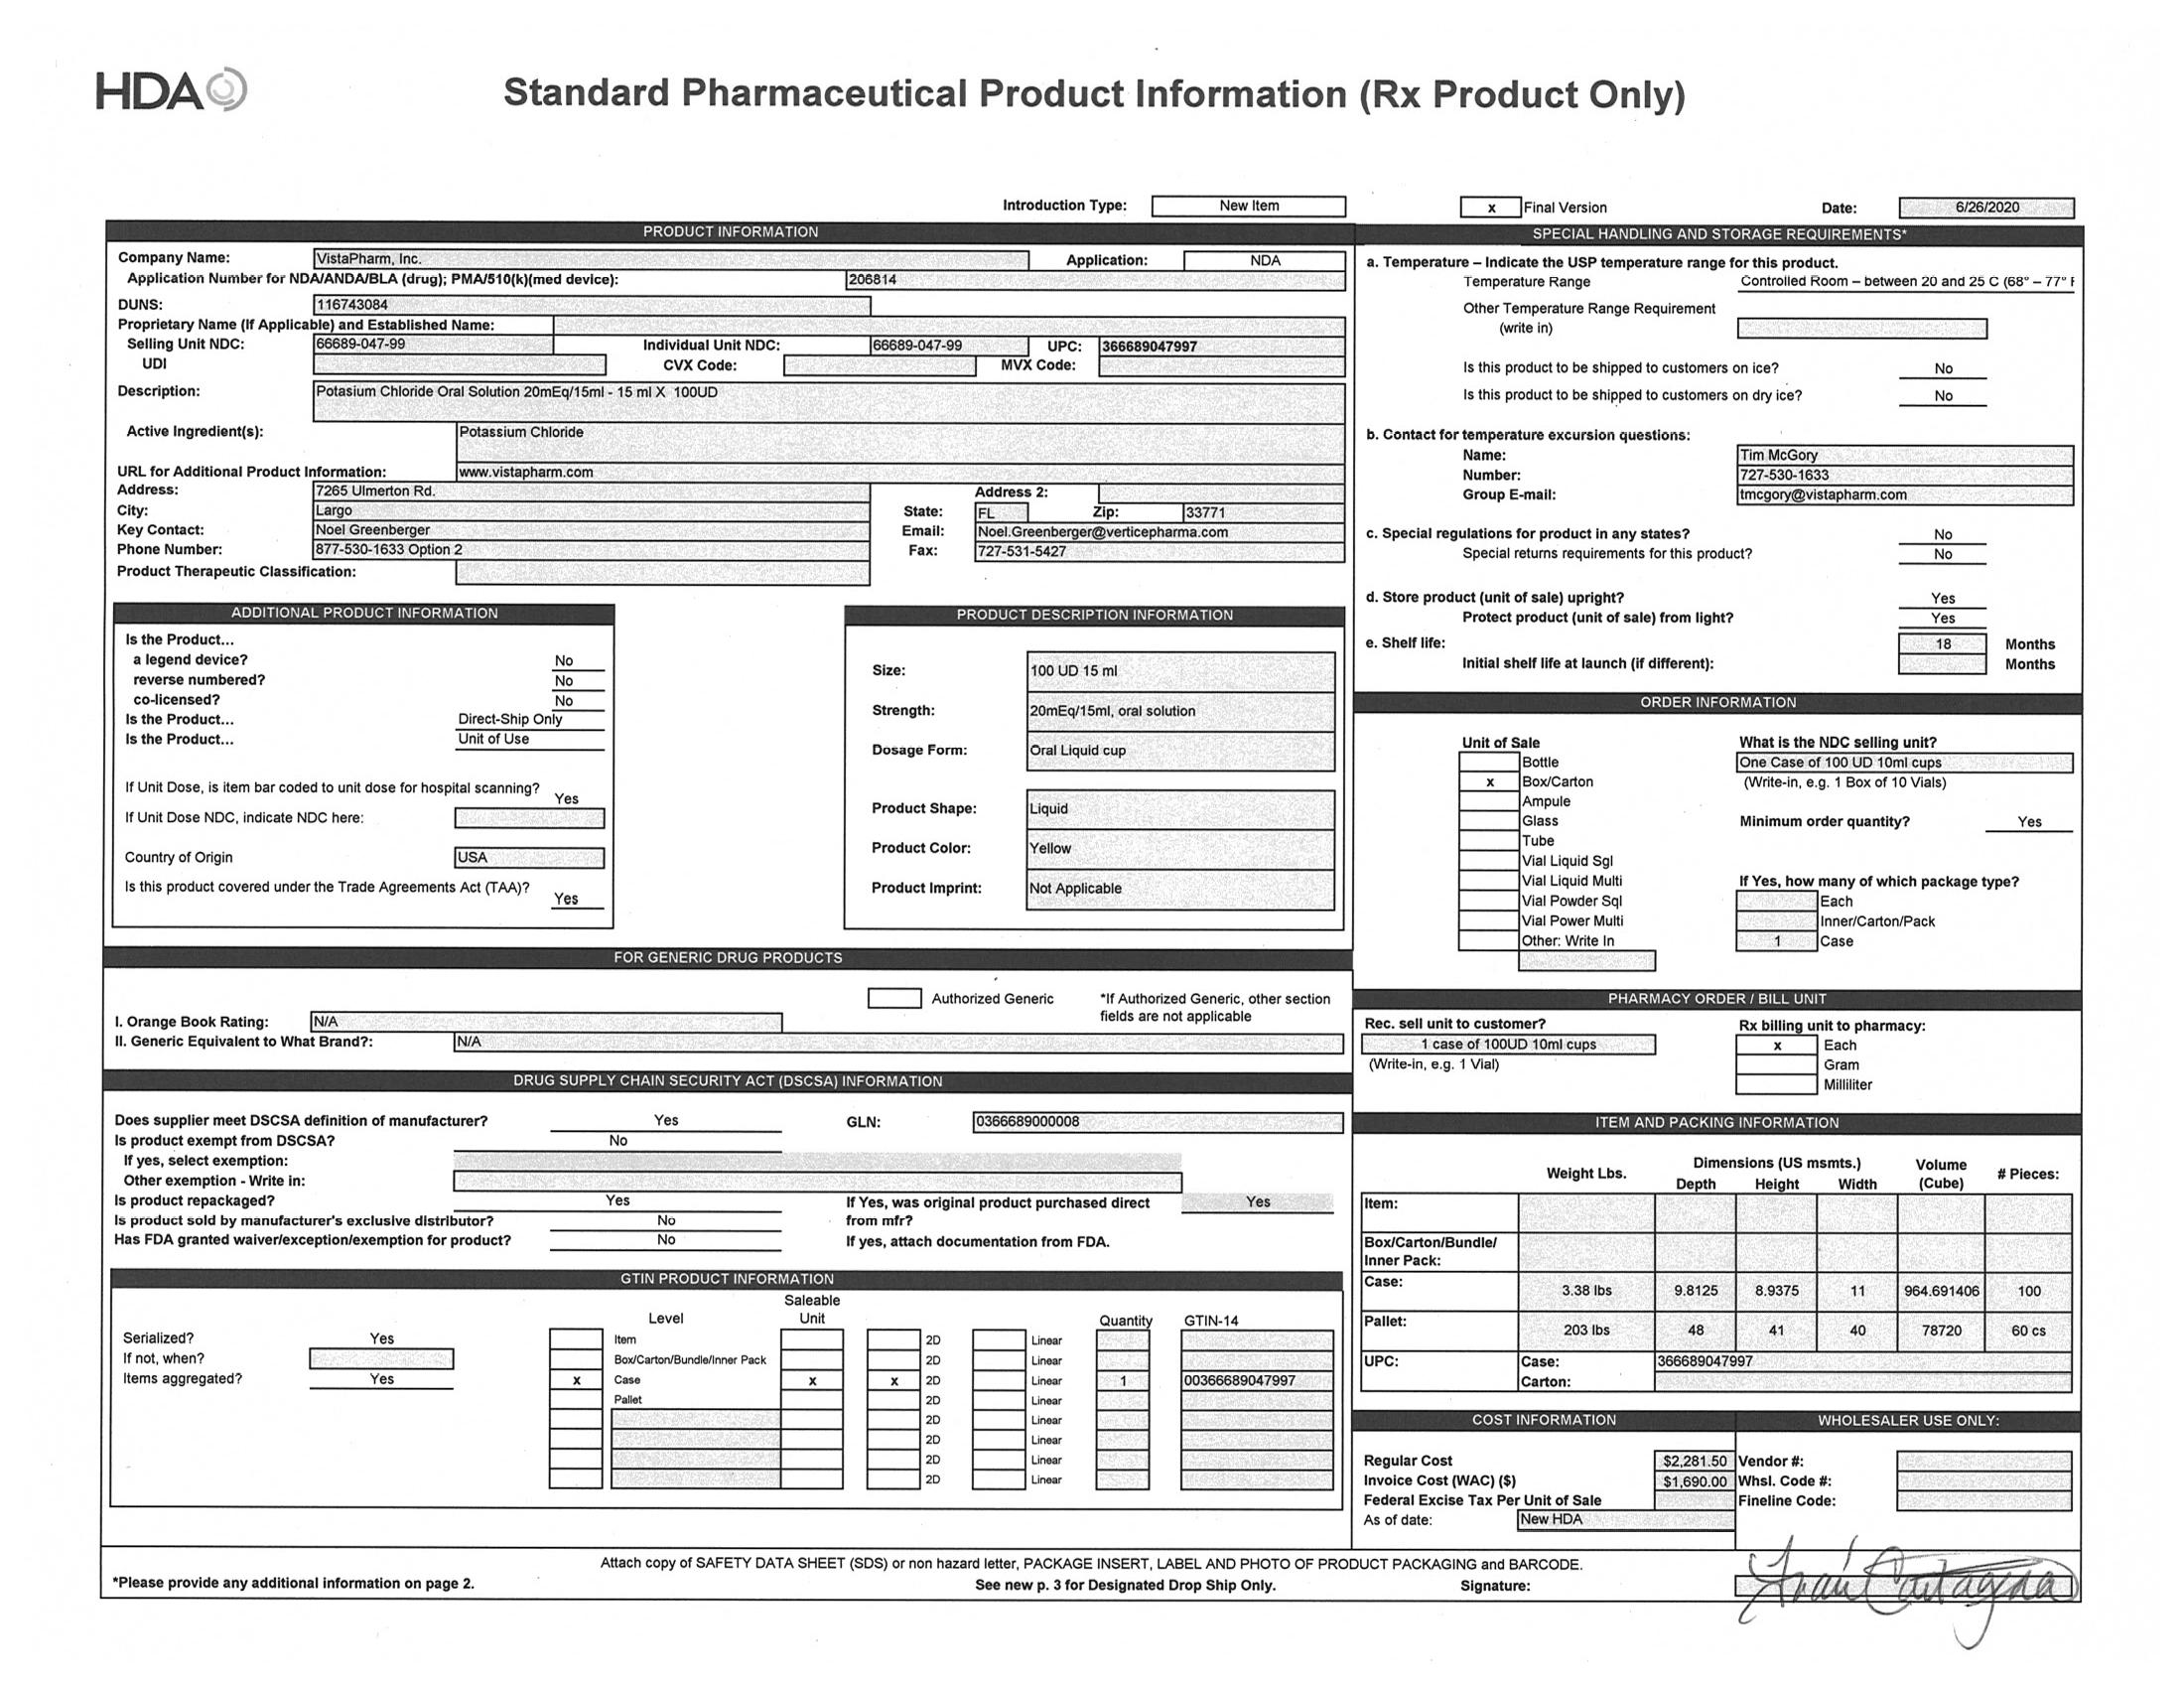 HDA
Standard Pharmaceutical Product Information (Rx Product Only)
Introduction Type: New Item
x Final Version Date: 6/26/2020
PRODUCT INFORMATION
Company Name: VistaPharm, Inc. Application: NDA
Application Number for NDA/ANDA/BLA (drug); PMA/510(k)(med device): 206814
DUNS: 116743084
Proprietary Name (If Applicable) and Established Name:
Selling Unit NDC: 66689-047-99 Individual Unit NDC: 66689-047-99 UPC: 366689047997
UDI CVX Code: MVX Code:
Description: Potasium Chloride Oral Solution 20mEq/15ml - 15 ml X 100UD
Active Ingredient(s): Potassium Chloride
URL for Additional Product Information: www.vistapharm.com
Address: 7265 Ulmerton Rd. Address 2:
City: Largo State: FL Zip: 33771
Key Contact: Noel Greenberger Email: Noel.Greenberger@verticepharma.com
Phone Number: 877-530-1633 Option 2 Fax: 727-531-5427
Product Therapeutic Classification:
ADDITIONAL PRODUCT INFORMATION
Is the Product...
a legend device? No
reverse numbered? No
co-licensed? No
Is the Product... Direct-Ship Only
Is the Product... Unit of Use
If Unit Dose, is item bar coded to unit dose for hospital scanning?
Yes
If Unit Dose NDC, indicate NDC here:
Country of Origin USA
Is this product covered under the Trade Agreements Act (TAA)?
Yes
PRODUCT DESCRIPTION INFORMATION
Size: 100 UD 15 ml
Strength: 20mEq/15ml, oral solution
Dosage Form: Oral Liquid cup
Product Shape: Liquid
Product Color: Yellow
Product Imprint: Not Applicable
FOR GENERIC DRUG PRODUCTS
Authorized Generic *If Authorized Generic, other section
fields are not applicable
I. Orange Book Rating: N/A
II. Generic Equivalent to What Brand?: N/A
DRUG SUPPLY CHAIN SECURITY ACT (DSCSA) INFORMATION
Does supplier meet DSCSA definition of manufacturer? Yes GLN: 0366689000008
Is product exempt from DSCSA? No
If yes, select exemption:
Other exemption - Write in:
Is product repackaged? Yes If Yes, was original product purchased direct Yes
Is product sold by manufacturer's exclusive distributor? No from mfr?
Has FDA granted waiver/exception/exemption for product? No If yes, attach documentation from FDA.
GTIN PRODUCT INFORMATION
Saleable
Level Unit Quantity GTIN-14
Serialized? Yes Item 2D Linear
If not, when? Box/Carton/Bundle/Inner Pack 2D Linear
Items aggregated? Yes x Case x x 2D Linear 1 00366689047997
Pallet 2D Linear
2D Linear
2D Linear
2D Linear
2D Linear
SPECIAL HANDLING AND STORAGE REQUIREMENTS*
a. Temperature – Indicate the USP temperature range for this product.
Temperature Range Controlled Room – between 20 and 25 C (68° – 77° F
Other Temperature Range Requirement
(write in)
Is this product to be shipped to customers on ice? No
Is this product to be shipped to customers on dry ice? No
b. Contact for temperature excursion questions:
Name: Tim McGory
Number: 727-530-1633
Group E-mail: tmcgory@vistapharm.com
c. Special regulations for product in any states? No
Special returns requirements for this product? No
d. Store product (unit of sale) upright? Yes
Protect product (unit of sale) from light? Yes
e. Shelf life: 18 Months
Initial shelf life at launch (if different): Months
ORDER INFORMATION
Unit of Sale What is the NDC selling unit?
Bottle One Case of 100 UD 10ml cups
x Box/Carton (Write-in, e.g. 1 Box of 10 Vials)
Ampule
Glass Minimum order quantity? Yes
Tube
Vial Liquid Sgl
Vial Liquid Multi If Yes, how many of which package type?
Vial Powder Sql Each
Vial Power Multi Inner/Carton/Pack
Other: Write In 1 Case
PHARMACY ORDER / BILL UNIT
Rec. sell unit to customer? Rx billing unit to pharmacy:
1 case of 100UD 10ml cups x Each
(Write-in, e.g. 1 Vial) Gram
Milliliter
ITEM AND PACKING INFORMATION
Weight Lbs. Dimensions (US msmts.) Volume # Pieces:
Depth Height Width (Cube)
Item:
Box/Carton/Bundle/
Inner Pack:
Case: 3.38 lbs 9.8125 8.9375 11 964.691406 100
Pallet: 203 lbs 48 41 40 78720 60 cs
UPC: Case: 366689047997
Carton:
COST INFORMATION WHOLESALER USE ONLY:
Regular Cost $2,281.50 Vendor #:
Invoice Cost (WAC) ($) $1,690.00 Whsl. Code #:
Federal Excise Tax Per Unit of Sale Fineline Code:
As of date: New HDA
Attach copy of SAFETY DATA SHEET (SDS) or non hazard letter, PACKAGE INSERT, LABEL AND PHOTO OF PRODUCT PACKAGING and BARCODE.
*Please provide any additional information on page 2. See new p. 3 for Designated Drop Ship Only. Signature: